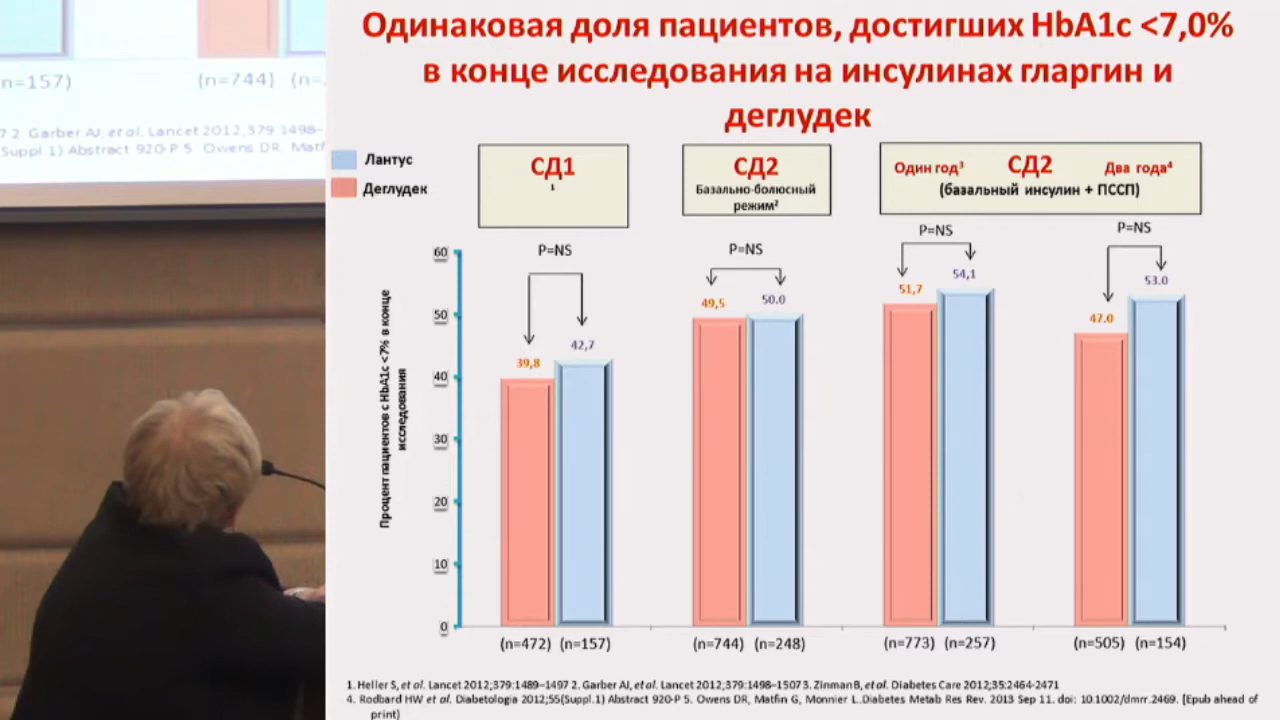 n=157)
(n=744)
(n=
7 2 Garber AJ, et al. Lancet 2012;379:1498–
Suppl 1) Abstract 920-P 5. Owens DR, Matf
Одинаковая доля пациентов, достигших HbA1c <7,0%
в конце исследования на инсулинах гларгин и
деглудек
Лантус
Деглудек
СД1
1
СД2
Базально-болюсный
режим²
Один год³ СД2 Два года⁴
(базальный инсулин + ПССП)
P=NS
P=NS
P=NS
P=NS
Процент пациентов с HbA1c <7% в конце
исследования
60
50
40
30
20
10
0
39,8
42,7
49,5
50.0
51,7
54,1
47.0
53.0
(n=472) (n=157)
(n=744) (n=248)
(n=773) (n=257)
(n=505) (n=154)
1. Heller S, et al. Lancet 2012;379:1489–1497 2. Garber AJ, et al. Lancet 2012;379:1498–1507 3. Zinman B, et al. Diabetes Care 2012;35:2464-2471
4. Rodbard HW et al. Diabetologia 2012;55(Suppl.1) Abstract 920-P 5. Owens DR, Matfin G, Monnier L. Diabetes Metab Res Rev. 2013 Sep 11. doi: 10.1002/dmrr.2469. [Epub ahead of
print)